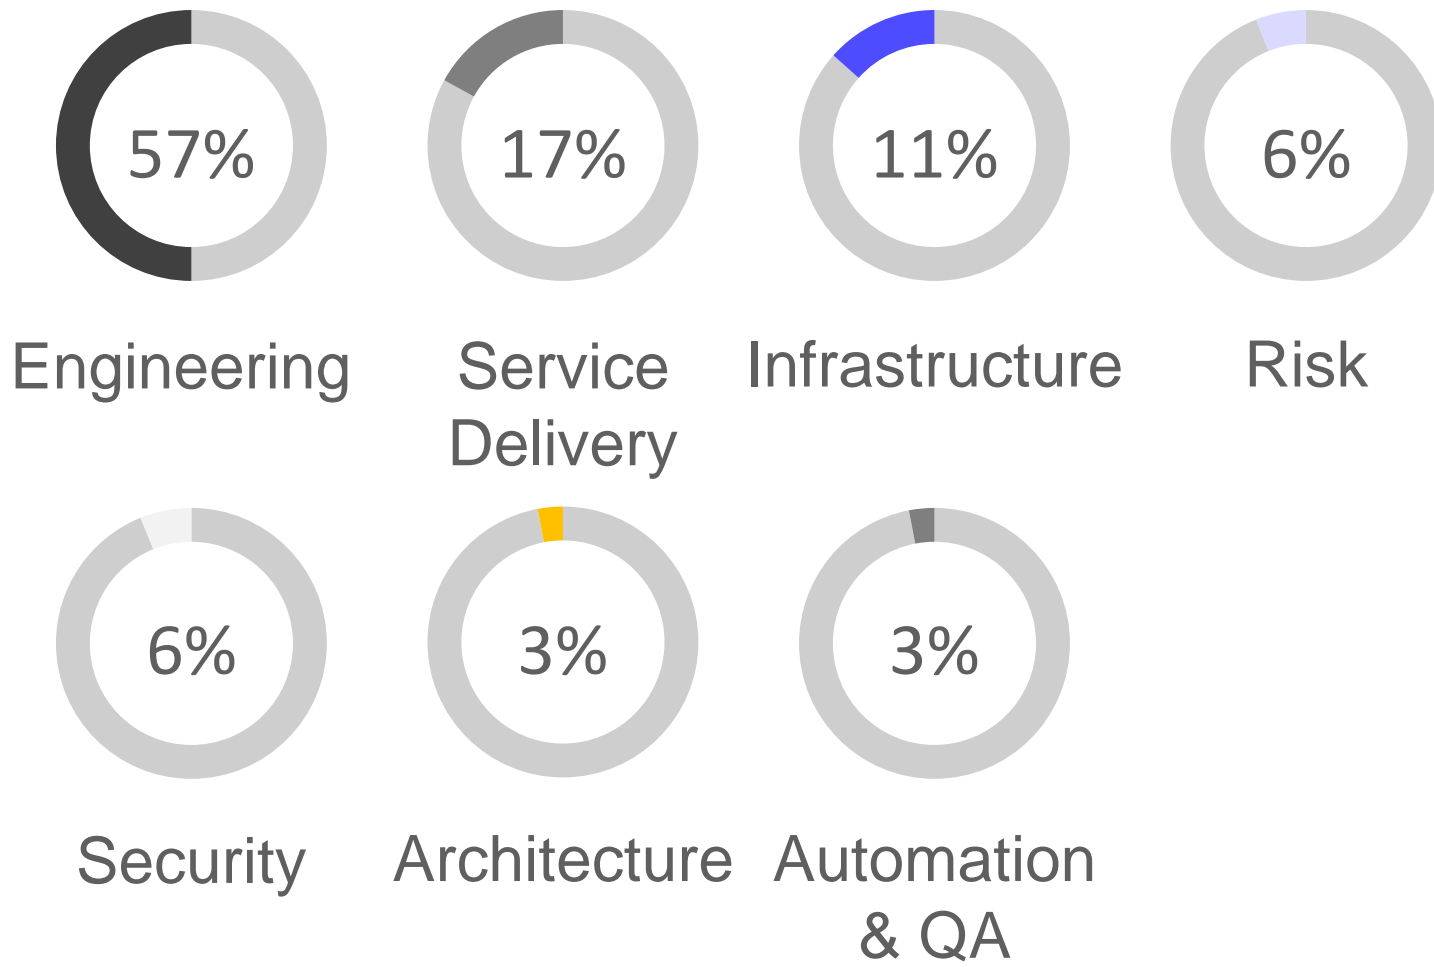 57%
17%
11%
6%
Engineering
Service
Delivery
Infrastructure
Risk
6%
3%
3%
Security
Architecture
Automation
& QA